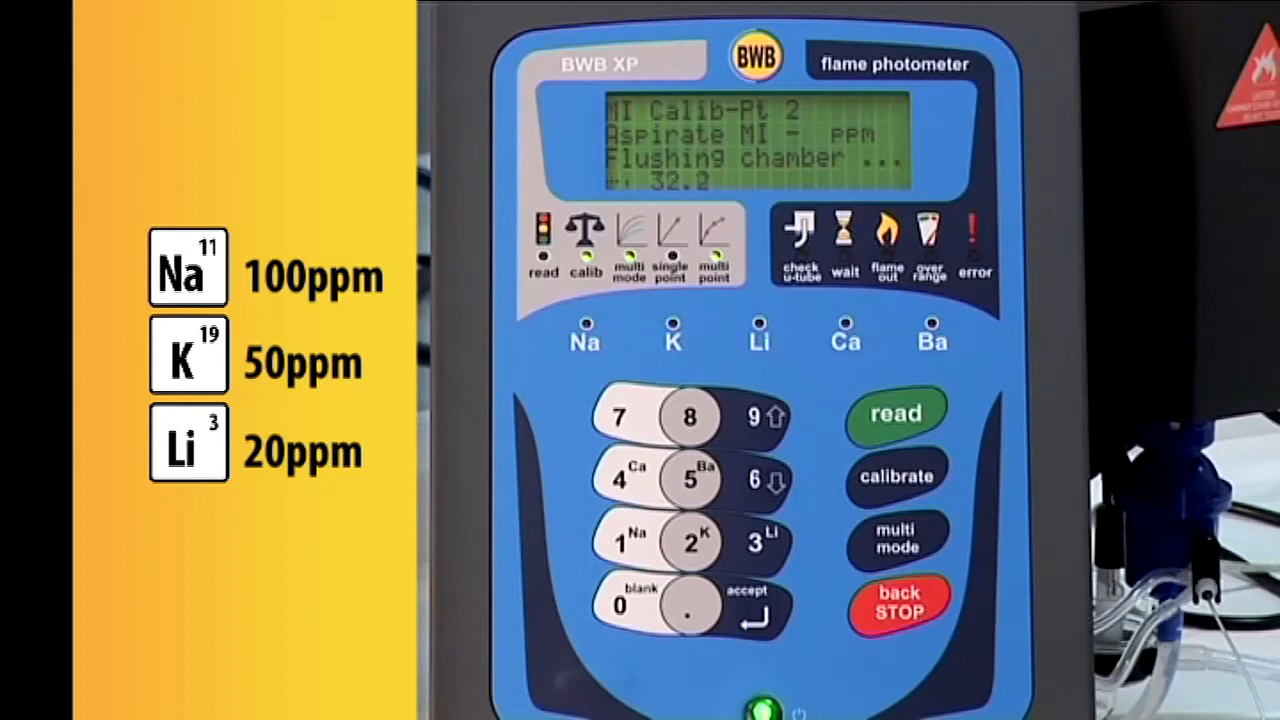 Na 11 100ppm
K 19 50ppm
Li 3 20ppm
BWB XP
BWB
flame photometer
MI Calib-Pt 2
Aspirate MI - ppm
Flushing chamber ...
32.2
read
calib
multi mode
single point
multi point
check u-tube
wait
flame out
over range
error
Na K Li Ca Ba
7 8 9
read
4 Ca 5 Ba 6
calibrate
1 Na 2 K 3 Li
multi mode
0 blank . accept
back STOP